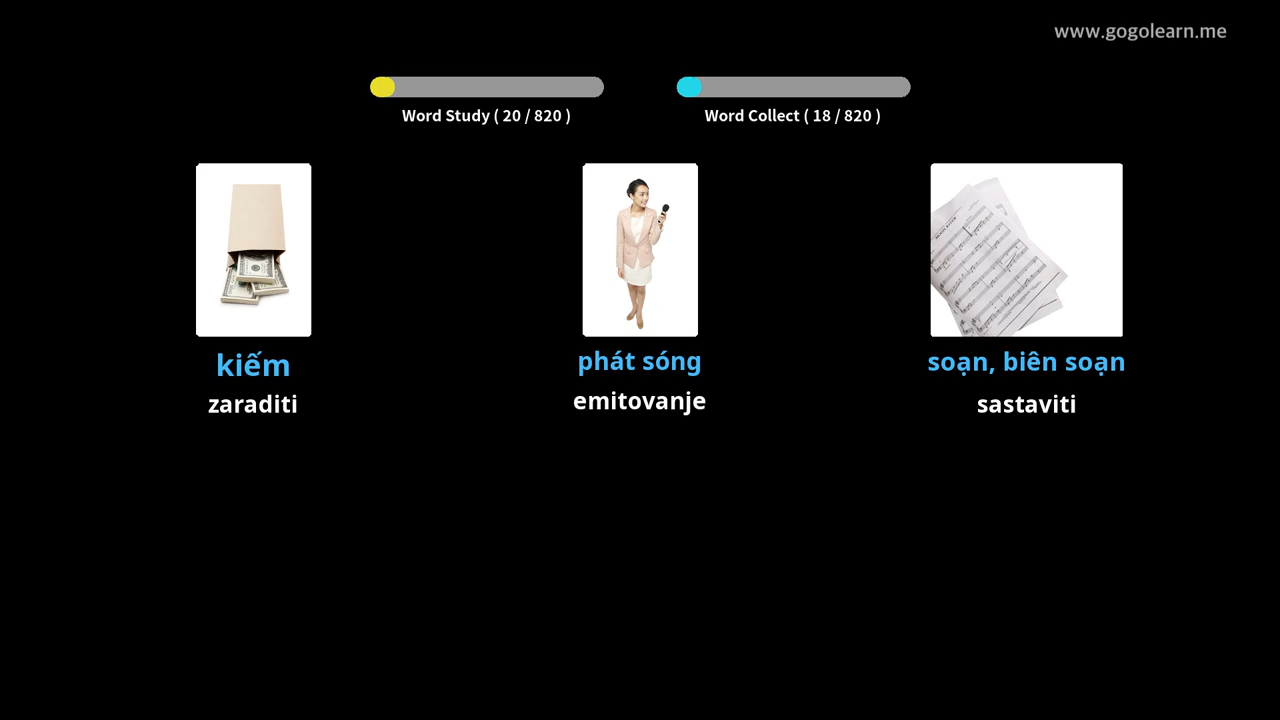 www.gogolearn.me
Word Study ( 20 / 820 )
Word Collect ( 18 / 820 )
kiếm
zaraditi
phát sóng
emitovanje
soạn, biên soạn
sastaviti